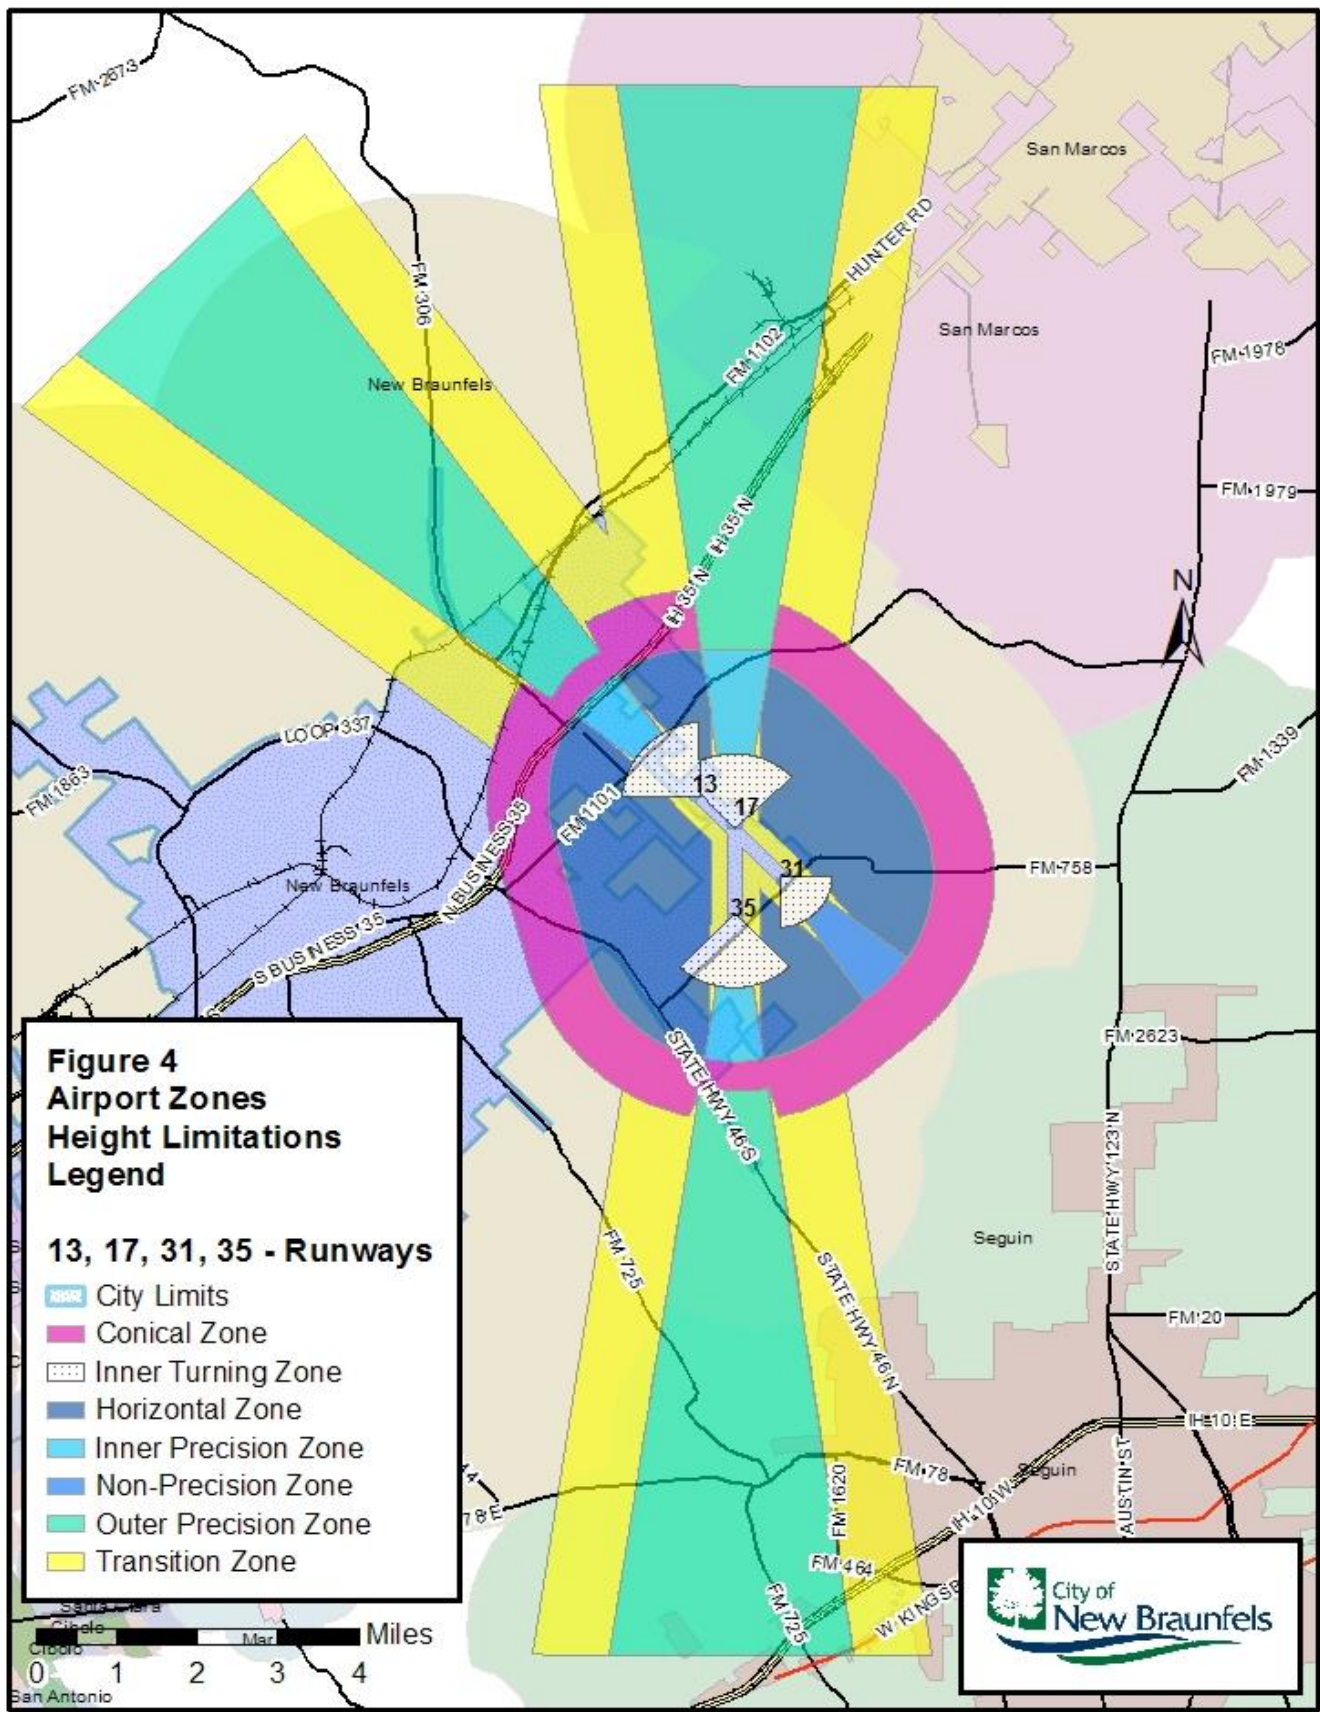 FM 2673
San Marcos
HUNTER RD
FM 306
San Marcos
FM 1102
FM 1978
New Braunfels
FM 1979
IH 35 N
IH 35 N
N
LOOP 337
FM 1339
FM 1863
13
17
FM 1101
N BUSINESS 35
31
FM 758
New Braunfels
35
S BUSINESS 35
FM 2623
STATE HWY 46 S
STATE HWY 123 N
Seguin
FM 725
STATE HWY 46 N
FM 20
IH 10 E
Seguin
FM 78
78 E
FM 1620
IH 10 W
AUSTIN ST
FM 464
FM 725
W KINGSB
Figure 4
Airport Zones
Height Limitations
Legend
13, 17, 31, 35 - Runways
City Limits
Conical Zone
Inner Turning Zone
Horizontal Zone
Inner Precision Zone
Non-Precision Zone
Outer Precision Zone
Transition Zone
Cibolo
Mar
Miles
Cibolo
0 1 2 3 4
San Antonio
City of
New Braunfels